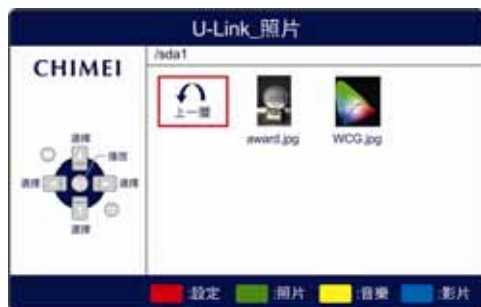 U-Link_照片
/sda1
CHIMEI
上一層
award.jpg
WCG.jpg
選擇
播放
選擇
選擇
選擇
:設定
:照片
:音樂
:影片